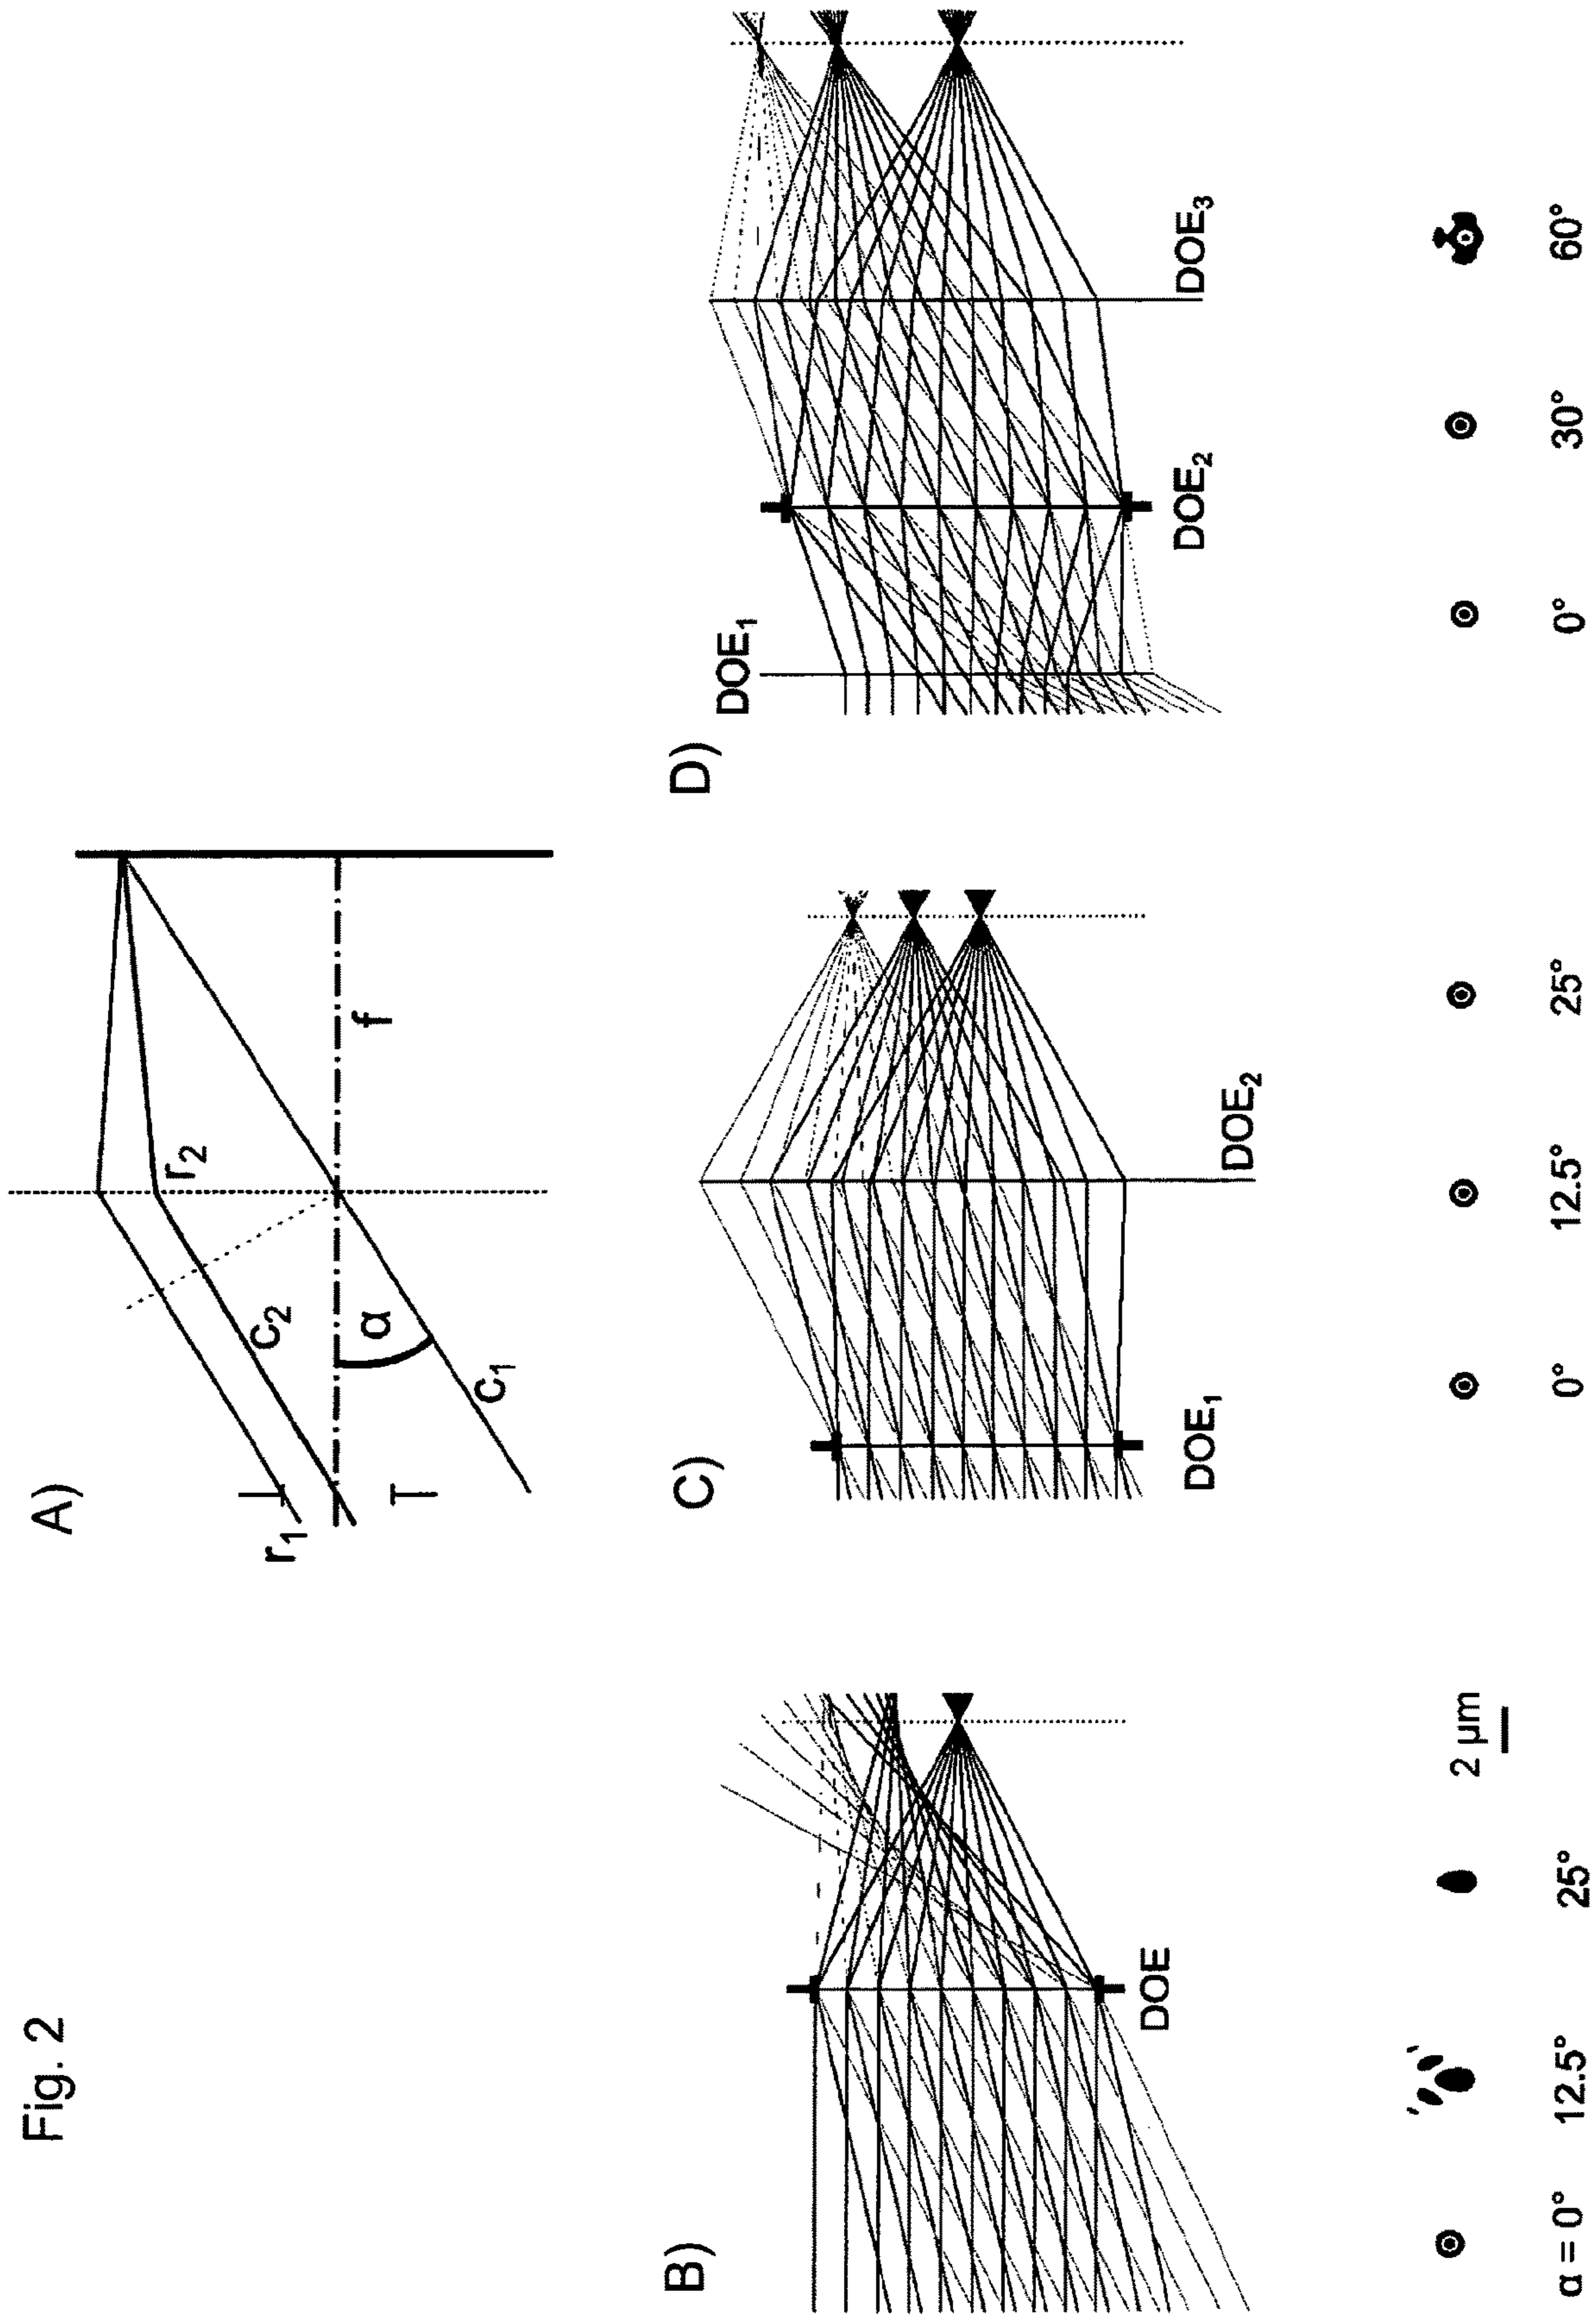 Fig. 2
A)
r1
c2
r2
α
f
c1
B)
DOE
α = 0°
12.5°
25°
2 μm
C)
DOE1
DOE2
0°
12.5°
25°
D)
DOE1
DOE2
DOE3
0°
30°
60°